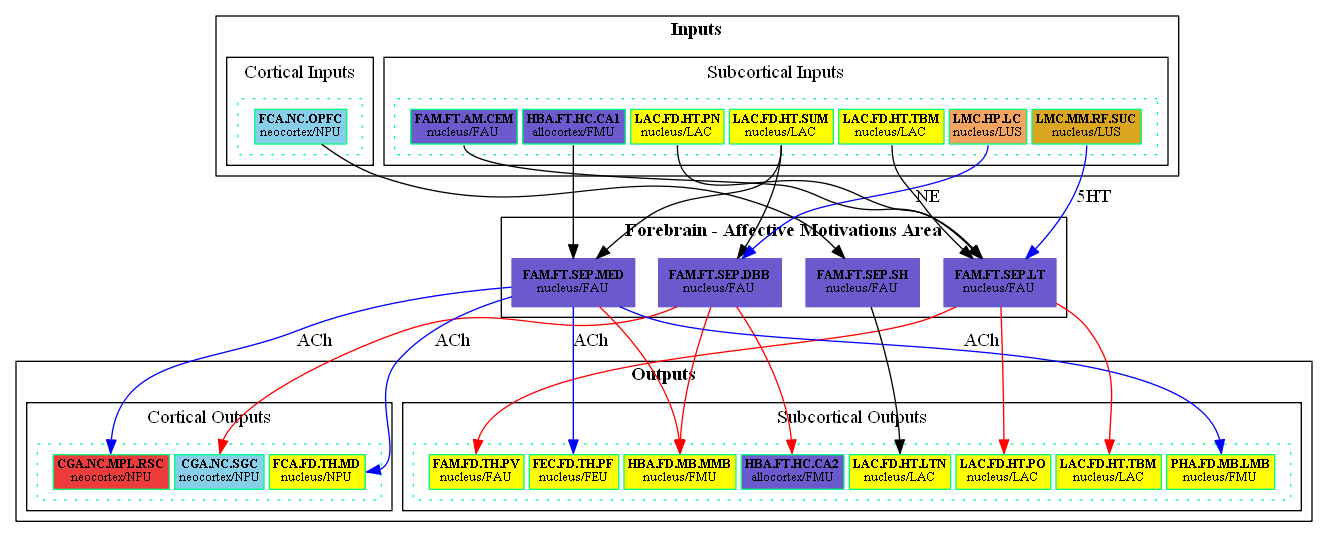 Inputs
Cortical Inputs
Subcortical Inputs
FCA.NC.OPFC
neocortex/NPU
FAM.FT.AM.CEM
nucleus/FAU
HBA.FT.HC.CA1
allocortex/FMU
LAC.FD.HT.PN
nucleus/LAC
LAC.FD.HT.SUM
nucleus/LAC
LAC.FD.HT.TBM
nucleus/LAC
LMC.HP.LC
nucleus/LUS
LMC.MM.RF.SUC
nucleus/LUS
NE
5HT
Forebrain - Affective Motivations Area
FAM.FT.SEP.MED
nucleus/FAU
FAM.FT.SEP.DBB
nucleus/FAU
FAM.FT.SEP.SH
nucleus/FAU
FAM.FT.SEP.LT
nucleus/FAU
ACh
ACh
ACh
ACh
Outputs
Cortical Outputs
Subcortical Outputs
CGA.NC.MPL.RSC
neocortex/NPU
CGA.NC.SGC
neocortex/NPU
FCA.FD.TH.MD
nucleus/NPU
FAM.FD.TH.PV
nucleus/FAU
FEC.FD.TH.PF
nucleus/FEU
HBA.FD.MB.MMB
nucleus/FMU
HBA.FT.HC.CA2
allocortex/FMU
LAC.FD.HT.LTN
nucleus/LAC
LAC.FD.HT.PO
nucleus/LAC
LAC.FD.HT.TBM
nucleus/LAC
PHA.FD.MB.LMB
nucleus/FMU